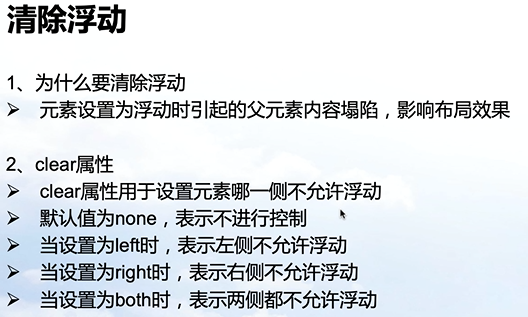 清除浮动
1、为什么要清除浮动
➢ 元素设置为浮动时引起的父元素内容塌陷，影响布局效果
2、clear属性
➢ clear属性用于设置元素哪一侧不允许浮动
➢ 默认值为none，表示不进行控制
➢ 当设置为left时，表示左侧不允许浮动
➢ 当设置为right时，表示右侧不允许浮动
➢ 当设置为both时，表示两侧都不允许浮动